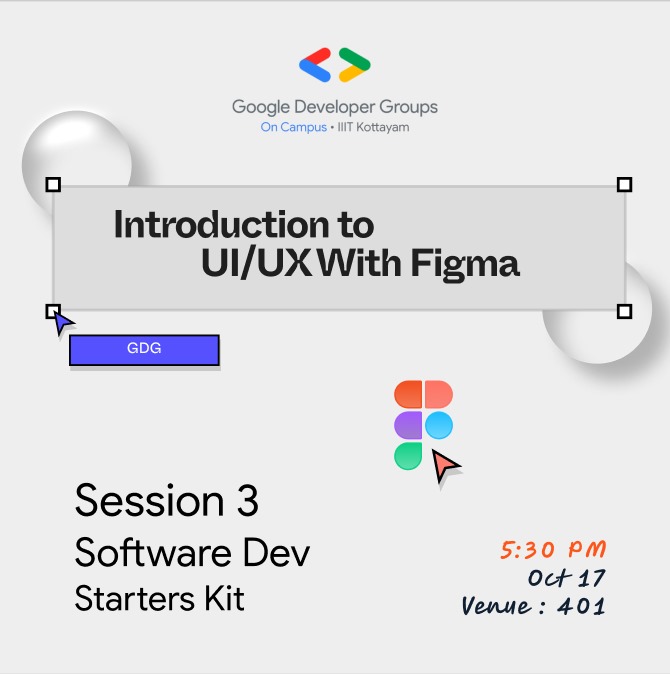 Google Developer Groups
On Campus • IIIT Kottayam
Introduction to
UI/UX With Figma
GDG
Session 3
Software Dev
Starters Kit
5:30 PM
Oct 17
Venue : 401